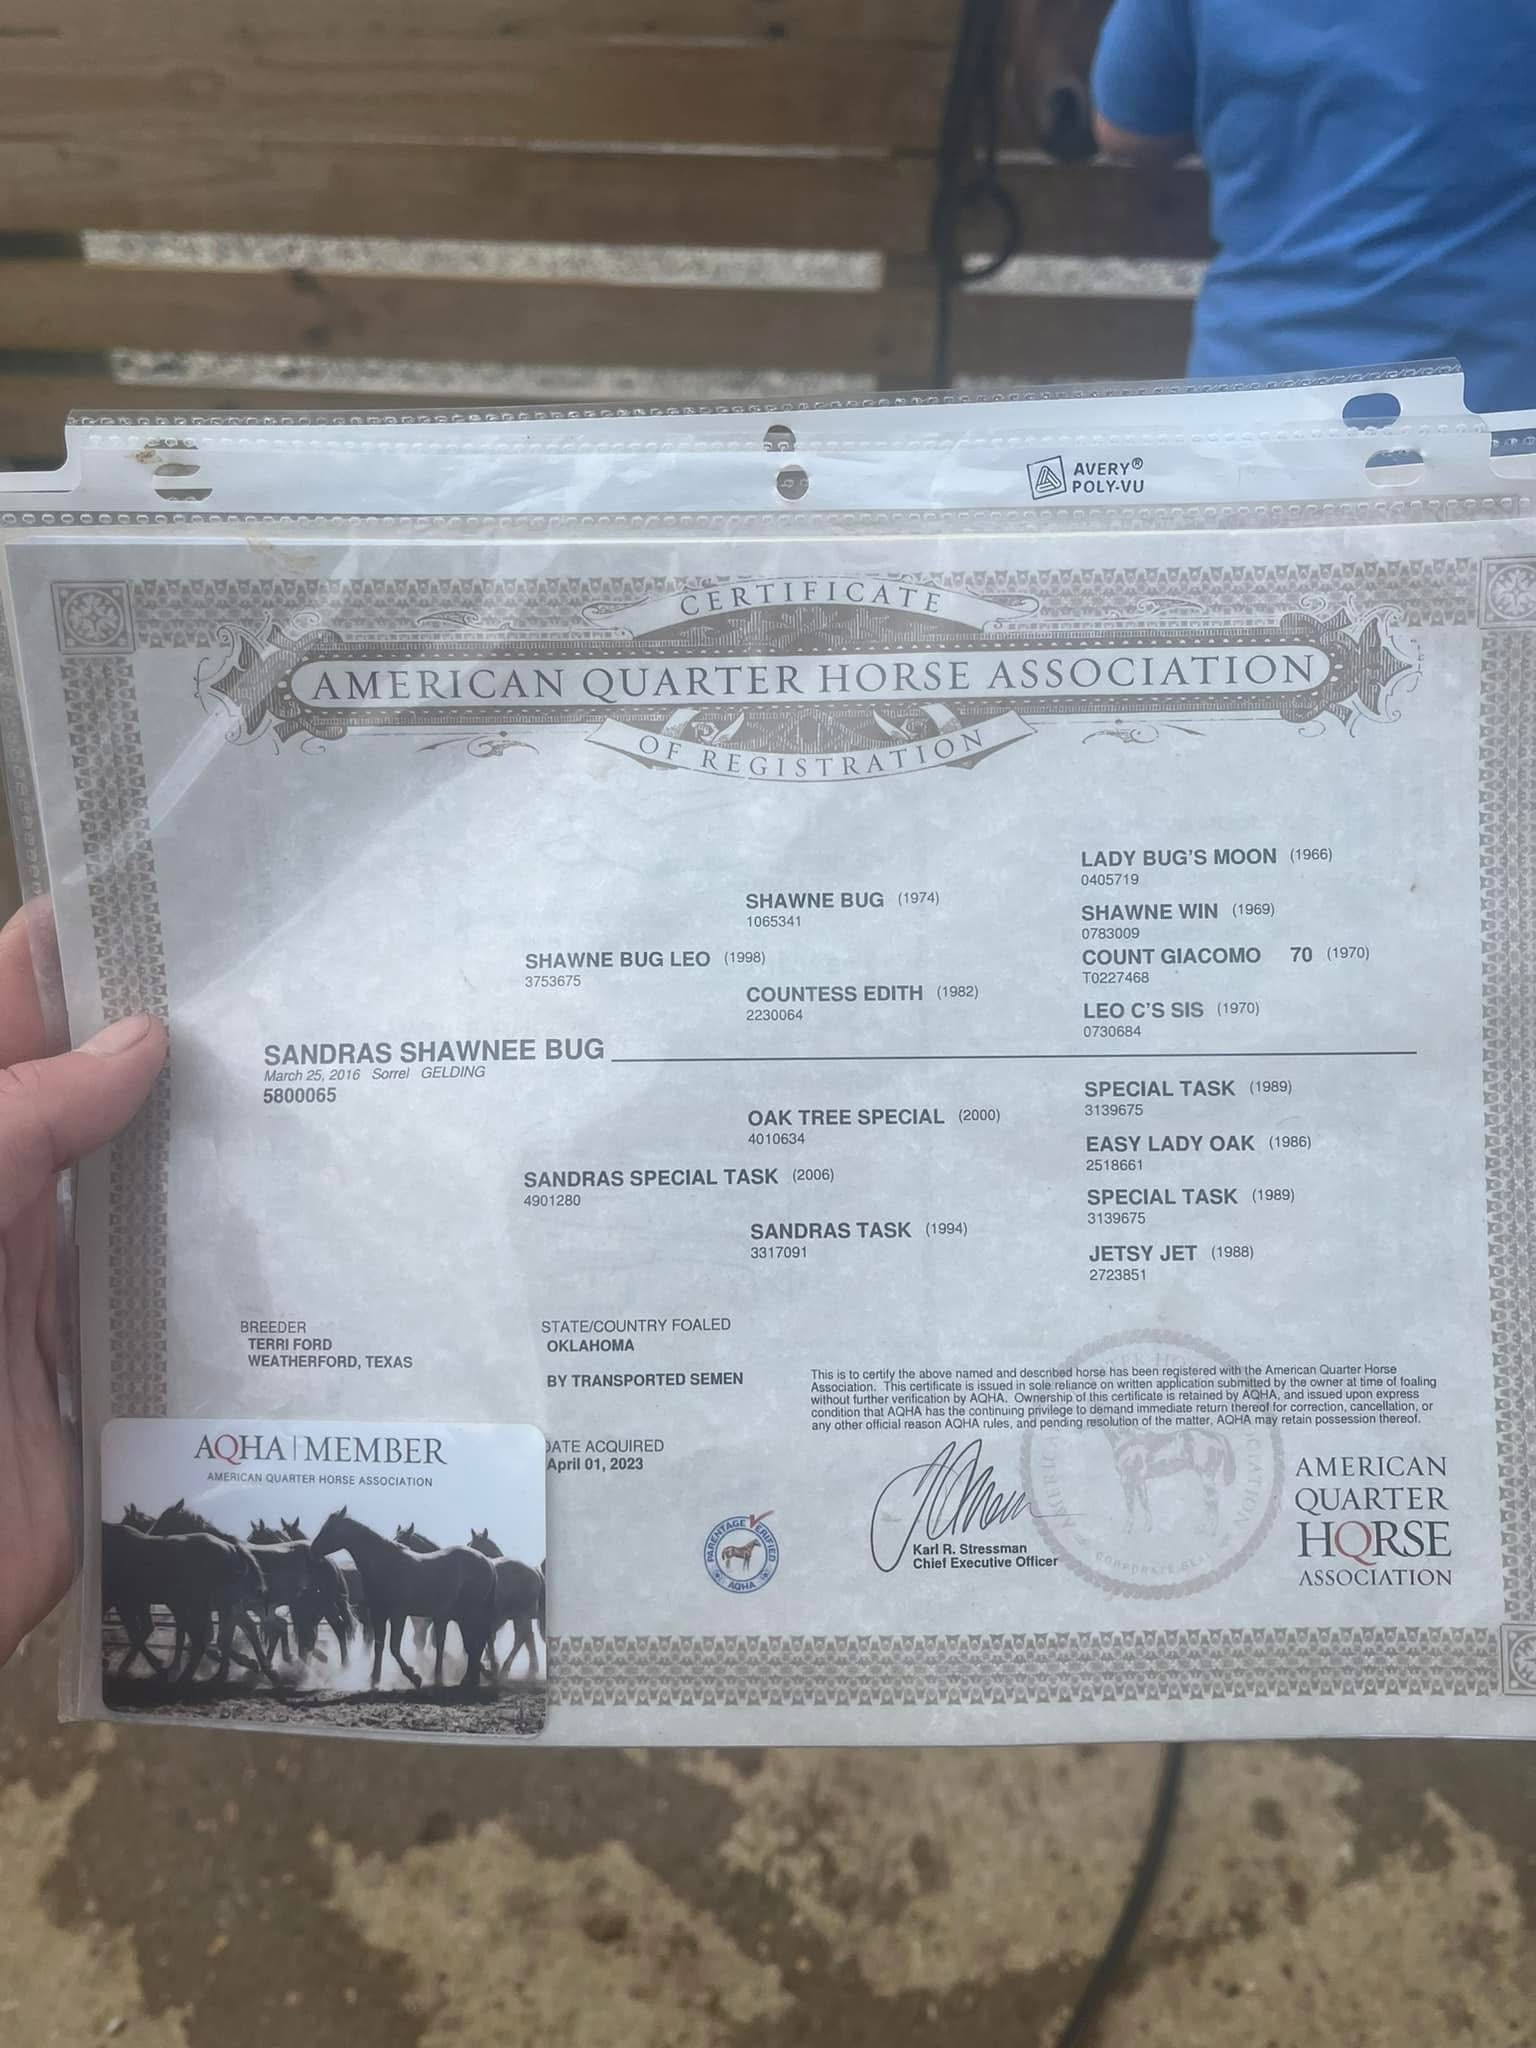 AVERY®
POLY-VU
CERTIFICATE
AMERICAN QUARTER HORSE ASSOCIATION
OF REGISTRATION
LADY BUG'S MOON (1966)
0405719
SHAWNE BUG (1974)
1065341
SHAWNE WIN (1969)
0783009
SHAWNE BUG LEO (1998)
3753675
COUNT GIACOMO 70 (1970)
T0227468
COUNTESS EDITH (1982)
2230064
LEO C'S SIS (1970)
0730684
SANDRAS SHAWNEE BUG
March 25, 2016 Sorrel GELDING
5800065
SPECIAL TASK (1989)
3139675
OAK TREE SPECIAL (2000)
4010634
EASY LADY OAK (1986)
2518661
SANDRAS SPECIAL TASK (2006)
4901280
SPECIAL TASK (1989)
3139675
SANDRAS TASK (1994)
3317091
JETSY JET (1988)
2723851
BREEDER
TERRI FORD
WEATHERFORD, TEXAS
STATE/COUNTRY FOALED
OKLAHOMA
BY TRANSPORTED SEMEN
This is to certify the above named and described horse has been registered with the American Quarter Horse
Association. This certificate is issued in sole reliance on written application submitted by the owner at time of foaling
without further verification by AQHA. Ownership of this certificate is retained by AQHA, and issued upon express
condition that AQHA has the continuing privilege to demand immediate return thereof for correction, cancellation, or
any other official reason AQHA rules, and pending resolution of the matter, AQHA may retain possession thereof.
DATE ACQUIRED
April 01, 2023
AQHA | MEMBER
AMERICAN QUARTER HORSE ASSOCIATION
PARENTAGE VERIFIED
AQHA
Karl R. Stressman
Chief Executive Officer
CORPORATE SEAL
AMERICAN
QUARTER
HORSE
ASSOCIATION